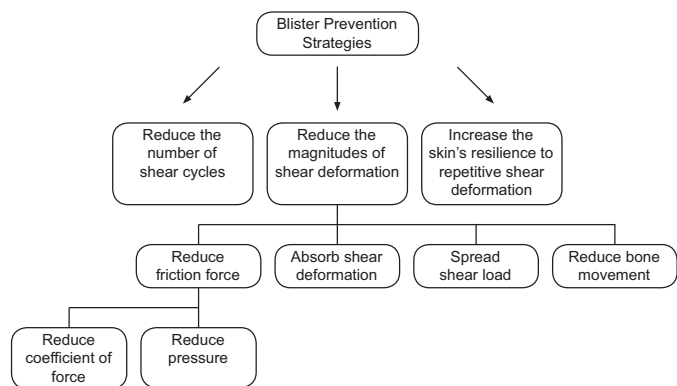 Blister Prevention
Strategies
Reduce the
number of
shear cycles
Reduce the
magnitudes of
shear deformation
Increase the
skin's resilience to
repetitive shear
deformation
Reduce
friction force
Absorb shear
deformation
Spread
shear load
Reduce bone
movement
Reduce
coefficient of
force
Reduce
pressure